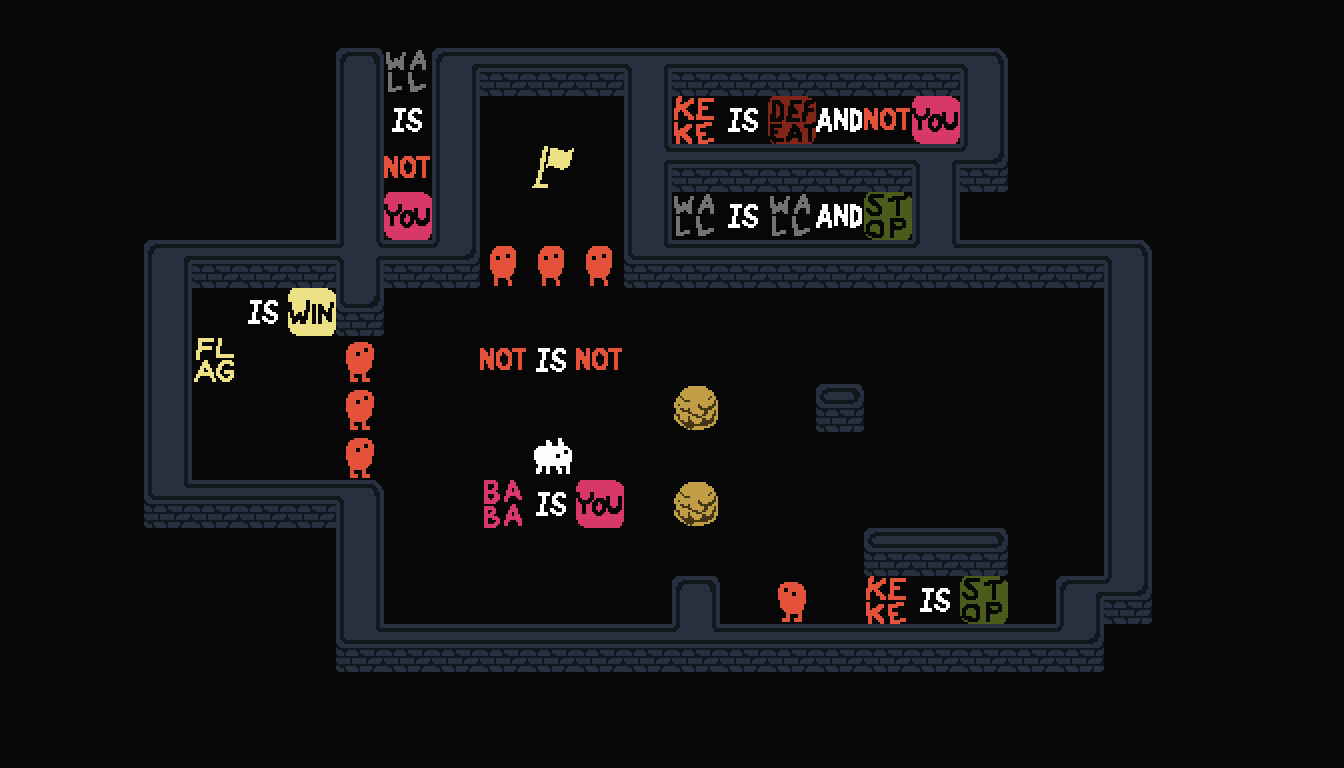 WALL
IS
NOT
YOU
KEKE IS DEFEAT AND NOT YOU
WALL IS WALL AND STOP
IS WIN
FLAG
NOT IS NOT
BABA IS YOU
KEKE IS STOP